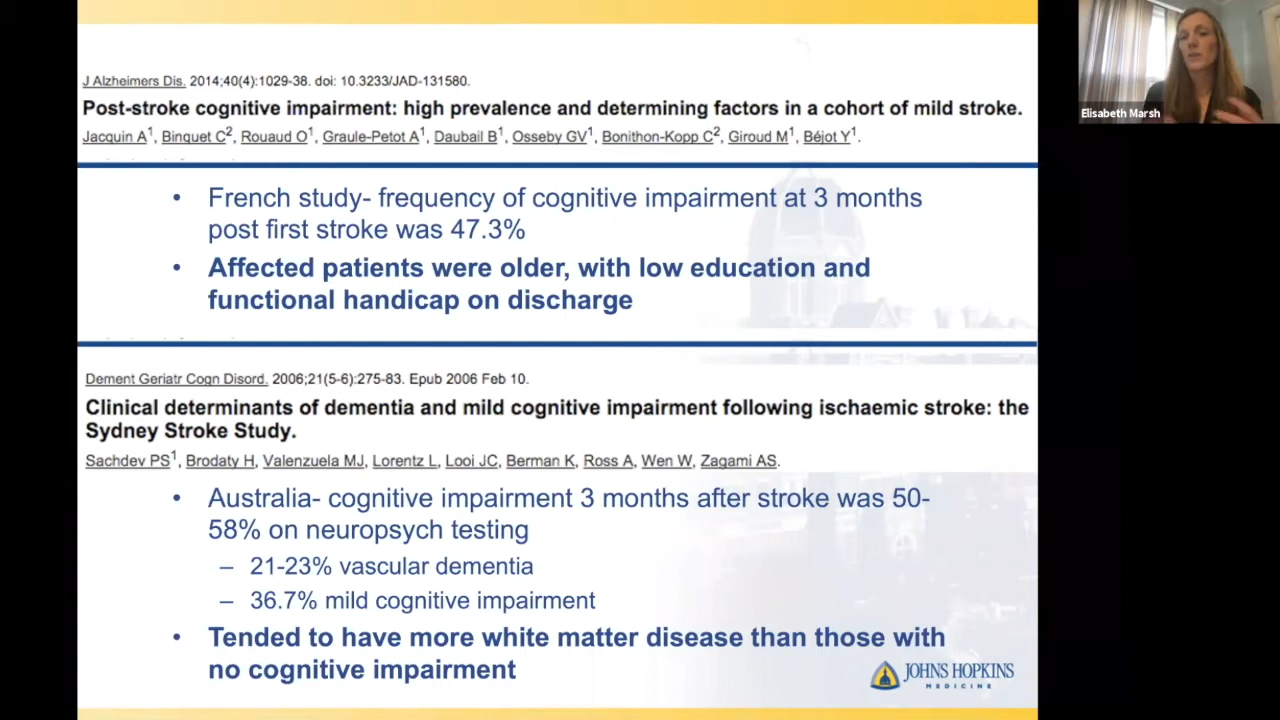 J Alzheimers Dis. 2014;40(4):1029-38. doi: 10.3233/JAD-131580.
Post-stroke cognitive impairment: high prevalence and determining factors in a cohort of mild stroke.
Jacquin A1, Binquet C2, Rouaud O1, Graule-Petot A1, Daubail B1, Osseby GV1, Bonithon-Kopp C2, Giroud M1, Béjot Y1.
• French study- frequency of cognitive impairment at 3 months
post first stroke was 47.3%
• Affected patients were older, with low education and
functional handicap on discharge
Dement Geriatr Cogn Disord. 2006;21(5-6):275-83. Epub 2006 Feb 10.
Clinical determinants of dementia and mild cognitive impairment following ischaemic stroke: the
Sydney Stroke Study.
Sachdev PS1, Brodaty H, Valenzuela MJ, Lorentz L, Looi JC, Berman K, Ross A, Wen W, Zagami AS.
• Australia- cognitive impairment 3 months after stroke was 50-
58% on neuropsych testing
– 21-23% vascular dementia
– 36.7% mild cognitive impairment
• Tended to have more white matter disease than those with
no cognitive impairment
JOHNS HOPKINS
MEDICINE
Elisabeth Marsh